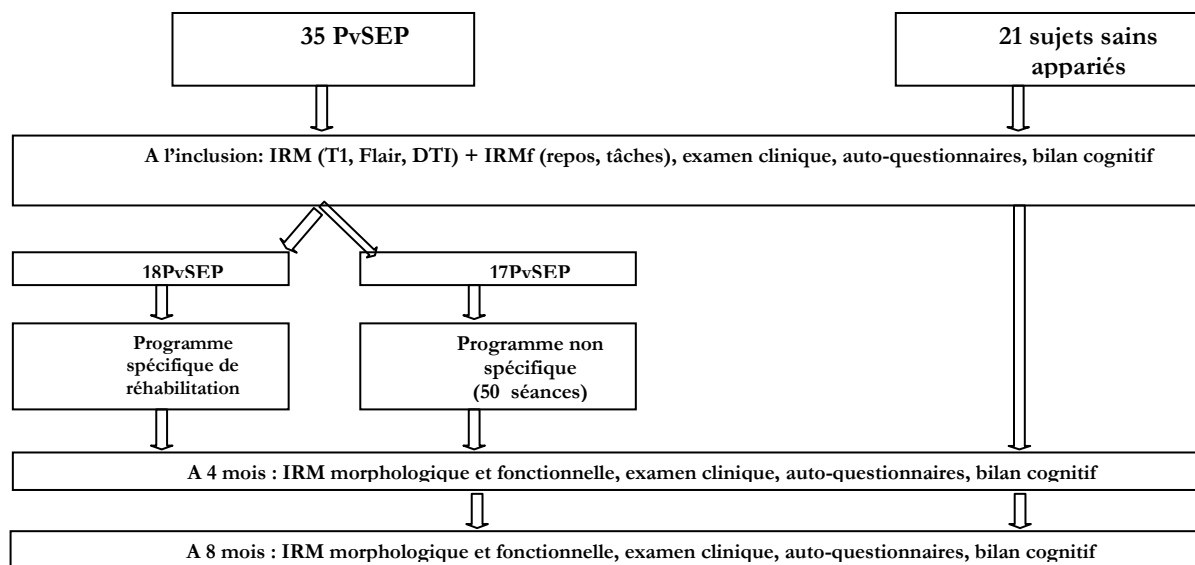 35 PvSEP
21 sujets sains
appariés
A l'inclusion: IRM (T1, Flair, DTI) + IRMf (repos, tâches), examen clinique, auto-questionnaires, bilan cognitif
18PvSEP
17PvSEP
Programme
spécifique de
réhabilitation
Programme non
spécifique
(50 séances)
A 4 mois : IRM morphologique et fonctionnelle, examen clinique, auto-questionnaires, bilan cognitif
A 8 mois : IRM morphologique et fonctionnelle, examen clinique, auto-questionnaires, bilan cognitif